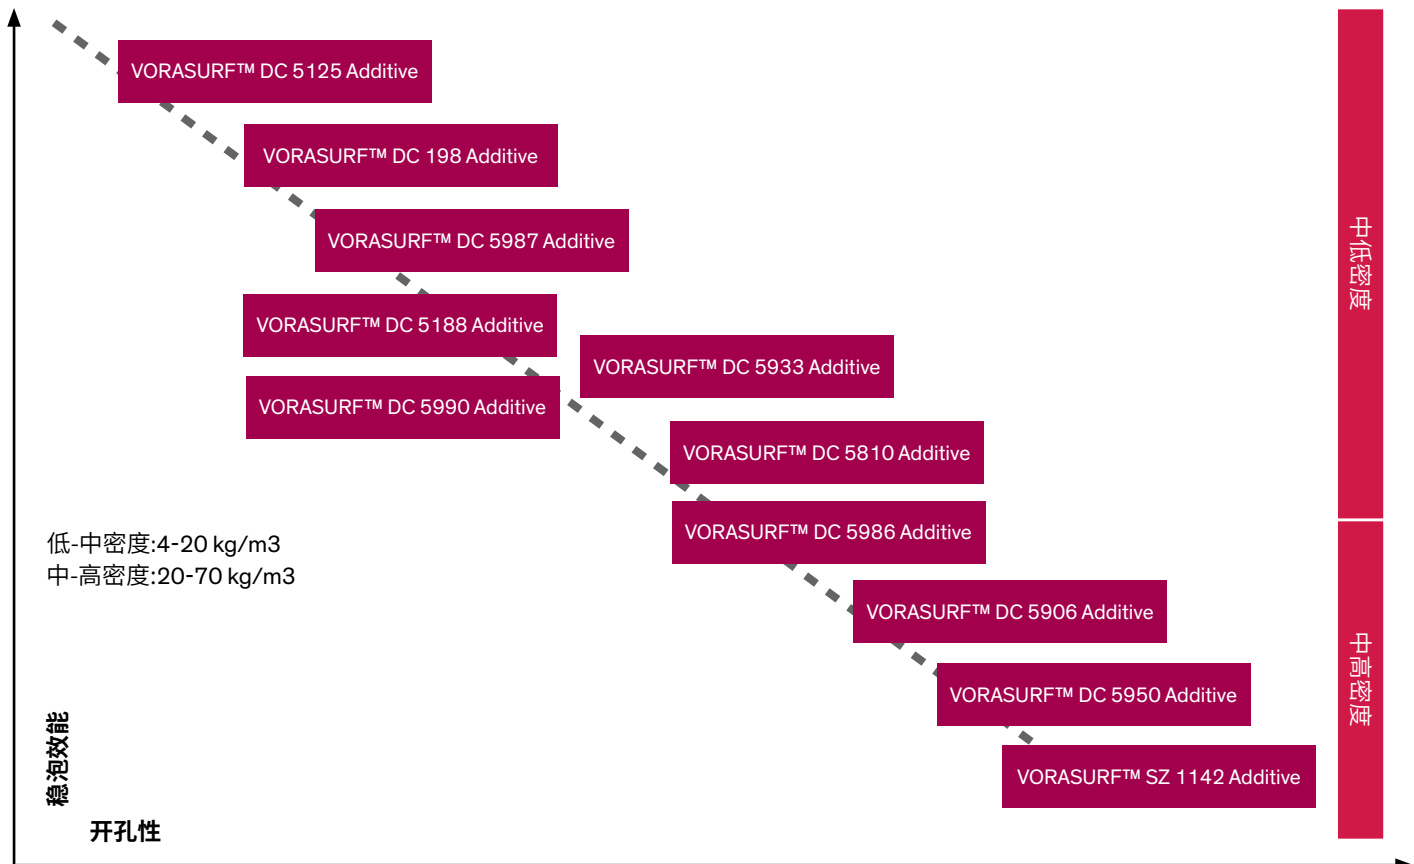 VORASURF™ DC 5125 Additive
VORASURF™ DC 198 Additive
VORASURF™ DC 5987 Additive
VORASURF™ DC 5188 Additive
VORASURF™ DC 5933 Additive
VORASURF™ DC 5990 Additive
VORASURF™ DC 5810 Additive
VORASURF™ DC 5986 Additive
VORASURF™ DC 5906 Additive
VORASURF™ DC 5950 Additive
VORASURF™ SZ 1142 Additive
低-中密度:4-20 kg/m3
中-高密度:20-70 kg/m3
稳泡效能
开孔性
中低密度
中高密度